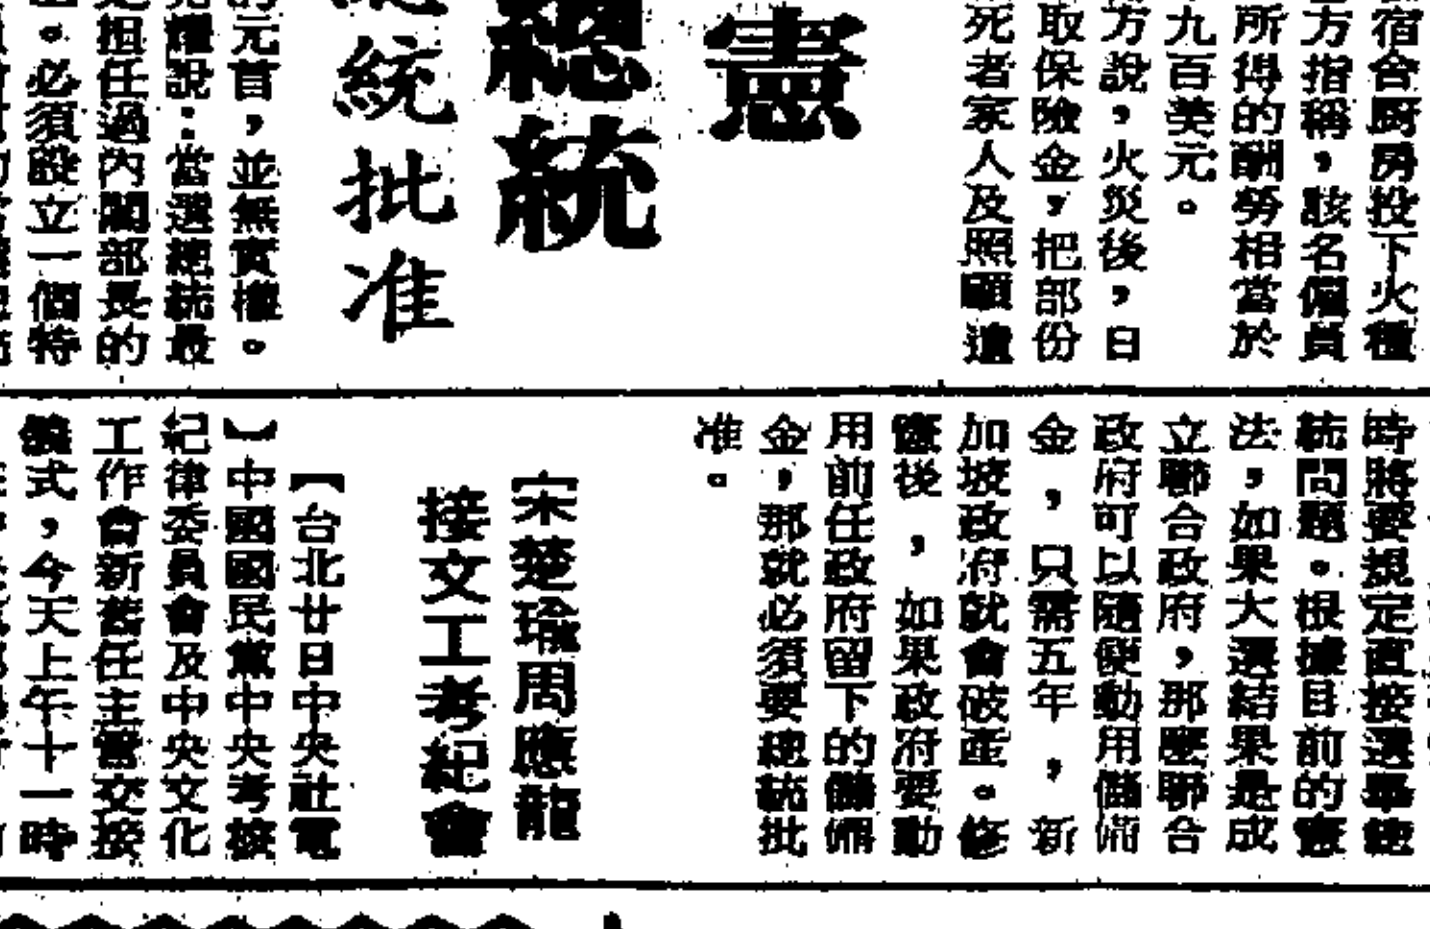 宿舍厨房投下火種
方指稱，該名僱員
所得的酬勞相當於
九百美元。
方說，火災後，日
取保險金，把部份
死者家人及照顧遺
憲
總統
統批准
的元首，並無實權。
耀說：當選總統最
担任過內閣部長的
。必須設立一個特
時將要規定直接選舉總
統問題。根據目前的憲
法，如果大選結果是成
立聯合政府，那麼聯合
政府可以隨便動用儲備
金，只需五年，新
加坡政府就會破產。修
憲後，如果政府要動
用前任政府留下的儲備
金，那就必須要總統批
准。
宋楚瑜周應龍
接文工考紀會
【台北廿日中央社電
】中國國民黨中央考核
紀律委員會及中央文化
工作會新舊任主管交接
儀式，今天上午十一時